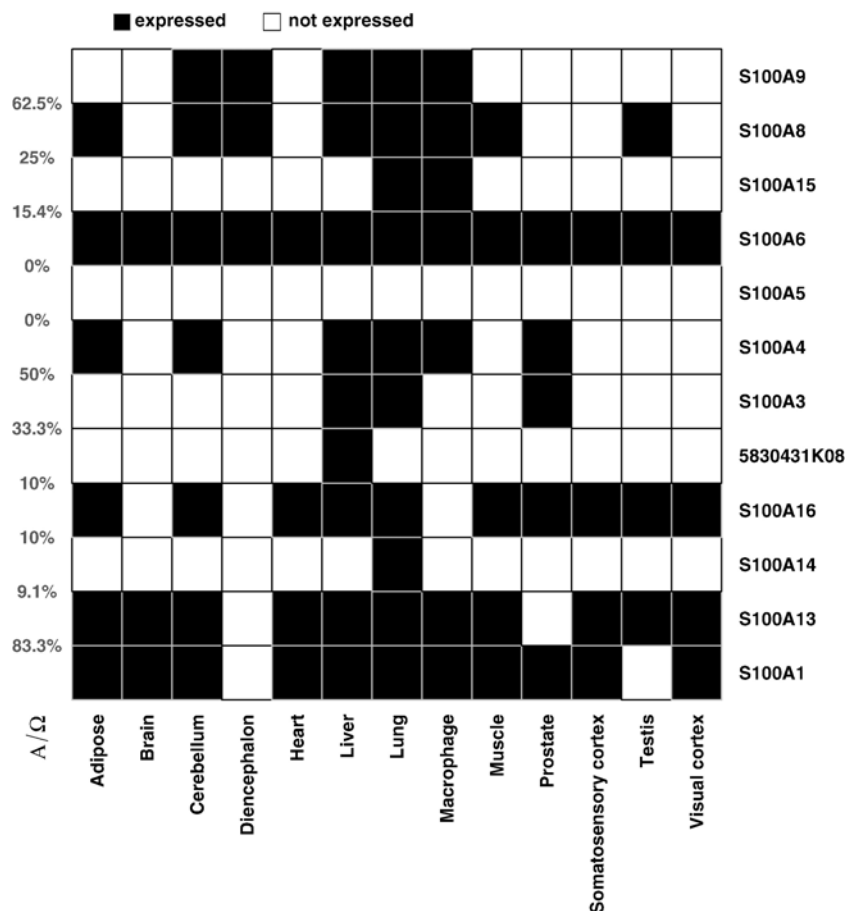 expressed not expressed
S100A9
62.5%
S100A8
25%
S100A15
15.4%
S100A6
0%
S100A5
0%
S100A4
50%
S100A3
33.3%
5830431K08
10%
S100A16
10%
S100A14
9.1%
S100A13
83.3%
S100A1
A/Ω
Adipose
Brain
Cerebellum
Diencephalon
Heart
Liver
Lung
Macrophage
Muscle
Prostate
Somatosensory cortex
Testis
Visual cortex